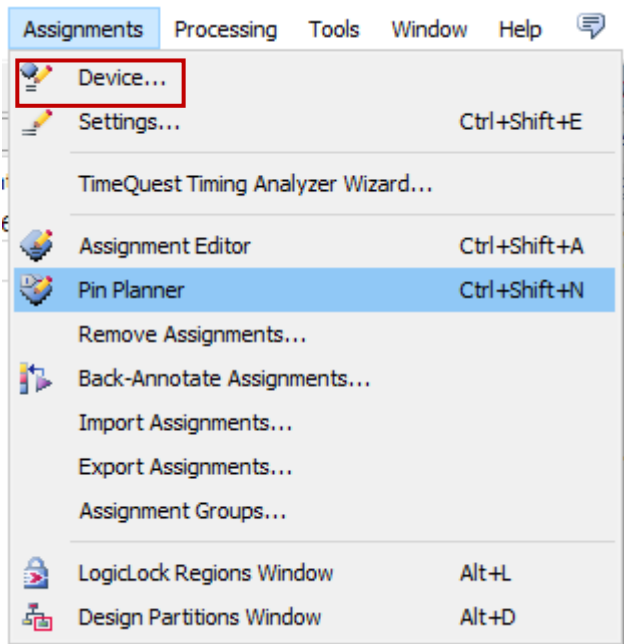 Assignments Processing Tools Window Help
Device...
Settings... Ctrl+Shift+E
TimeQuest Timing Analyzer Wizard...
Assignment Editor Ctrl+Shift+A
Pin Planner Ctrl+Shift+N
Remove Assignments...
Back-Annotate Assignments...
Import Assignments...
Export Assignments...
Assignment Groups...
LogicLock Regions Window Alt+L
Design Partitions Window Alt+D